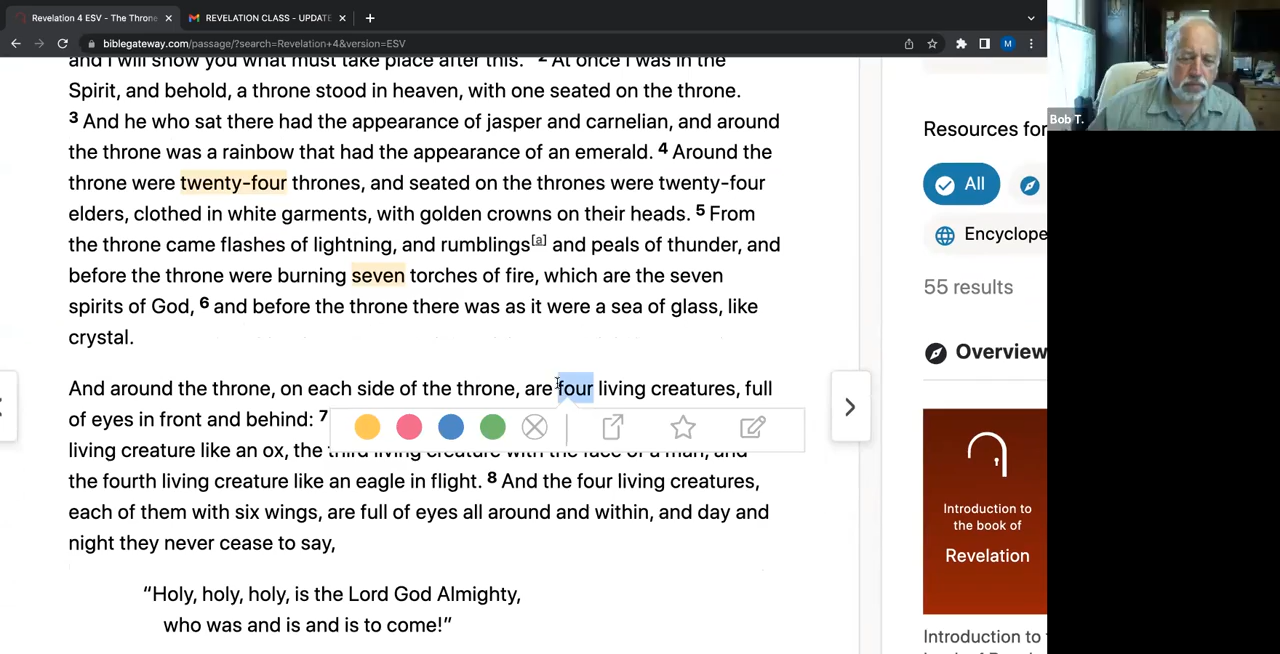 Revelation 4 ESV - The Throne
REVELATION CLASS - UPDATE
biblegateway.com/passage/?search=Revelation+4&version=ESV
M
Bob T.
and I will show you what must take place after this." 2 At once I was in the
Spirit, and behold, a throne stood in heaven, with one seated on the throne.
3 And he who sat there had the appearance of jasper and carnelian, and around
the throne was a rainbow that had the appearance of an emerald. 4 Around the
throne were twenty-four thrones, and seated on the thrones were twenty-four
elders, clothed in white garments, with golden crowns on their heads. 5 From
the throne came flashes of lightning, and rumblings[a] and peals of thunder, and
before the throne were burning seven torches of fire, which are the seven
spirits of God, 6 and before the throne there was as it were a sea of glass, like
crystal.
And around the throne, on each side of the throne, are four living creatures, full
of eyes in front and behind: 7
living creature like an ox, the third living creature with the face of a man, and
the fourth living creature like an eagle in flight. 8 And the four living creatures,
each of them with six wings, are full of eyes all around and within, and day and
night they never cease to say,
"Holy, holy, holy, is the Lord God Almighty,
who was and is and is to come!"
Resources for
All
Encyclope
55 results
Overview
Introduction to
the book of
Revelation
Introduction to